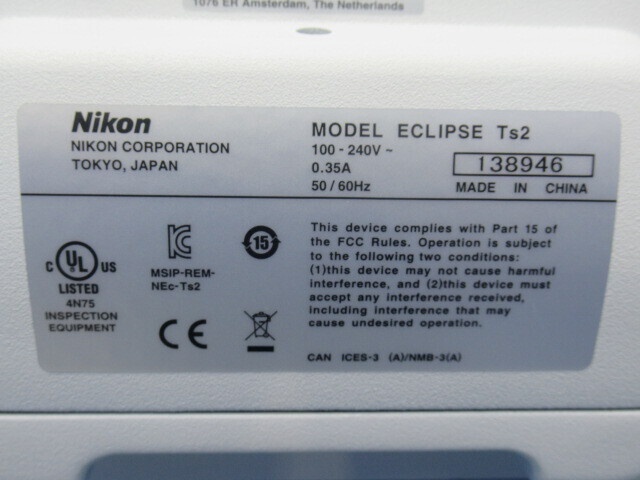 1076 ER Amsterdam, The Netherlands
Nikon
NIKON CORPORATION
TOKYO, JAPAN
MODEL ECLIPSE Ts2
100 - 240V ~
0.35A
50 / 60Hz
138946
MADE IN CHINA
C UL US
LISTED
4N75
INSPECTION
EQUIPMENT
KC
MSIP-REM-
NEc-Ts2
15
CE
This device complies with Part 15 of
the FCC Rules. Operation is subject
to the following two conditions:
(1)this device may not cause harmful
interference, and (2)this device must
accept any interference received,
including interference that may
cause undesired operation.
CAN ICES-3 (A)/NMB-3(A)